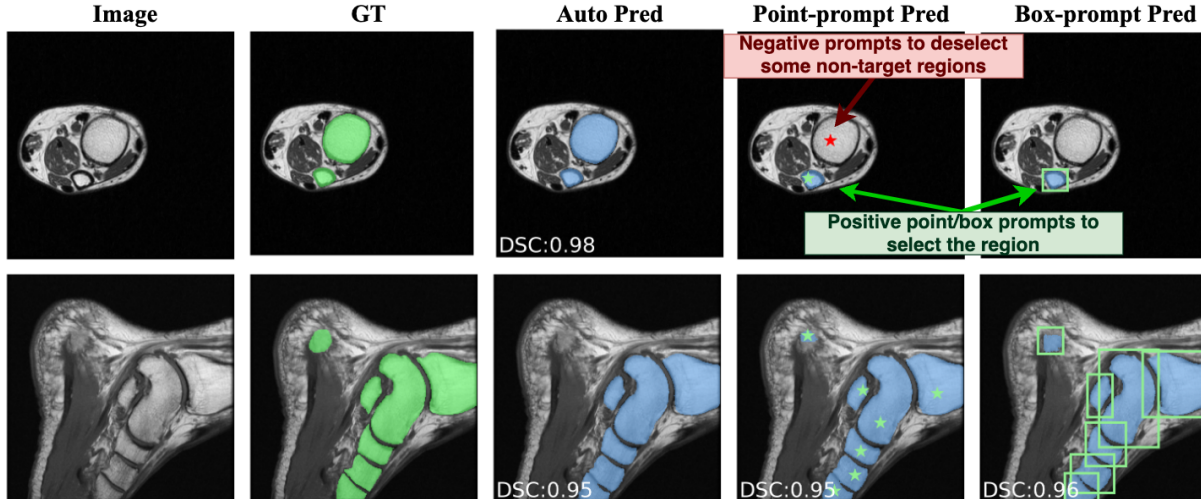 Image GT Auto Pred Point-prompt Pred Box-prompt Pred
Negative prompts to deselect
some non-target regions
Positive point/box prompts to
select the region
DSC:0.98
DSC:0.95
DSC:0.95
DSC:0.96